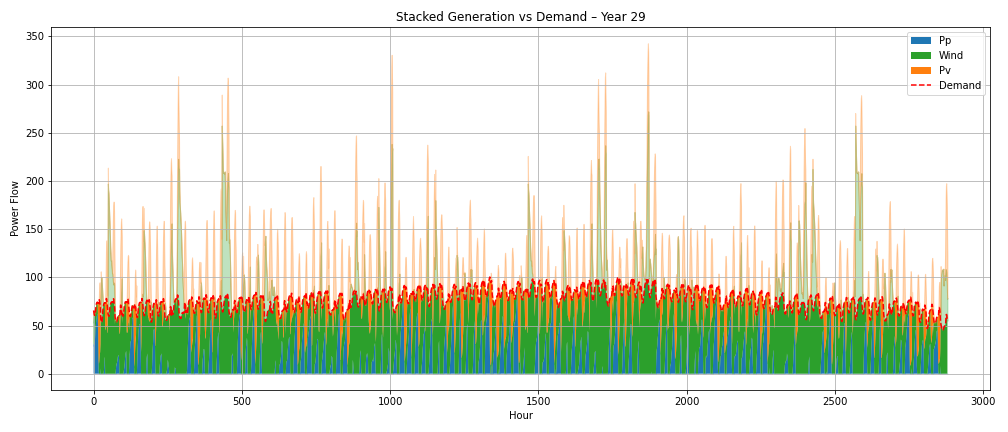 Stacked Generation vs Demand – Year 29
Power Flow
350
300
250
200
150
100
50
0
Pp
Wind
Pv
Demand
0
500
1000
1500
2000
2500
3000
Hour